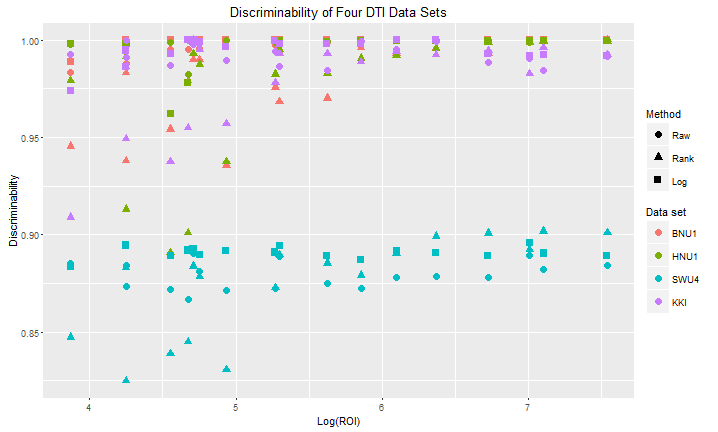 Discriminability of Four DTI Data Sets
Discriminability
1.00
0.95
0.90
0.85
4
5
6
7
Log(ROI)
Method
Raw
Rank
Log
Data set
BNU1
HNU1
SWU4
KKI